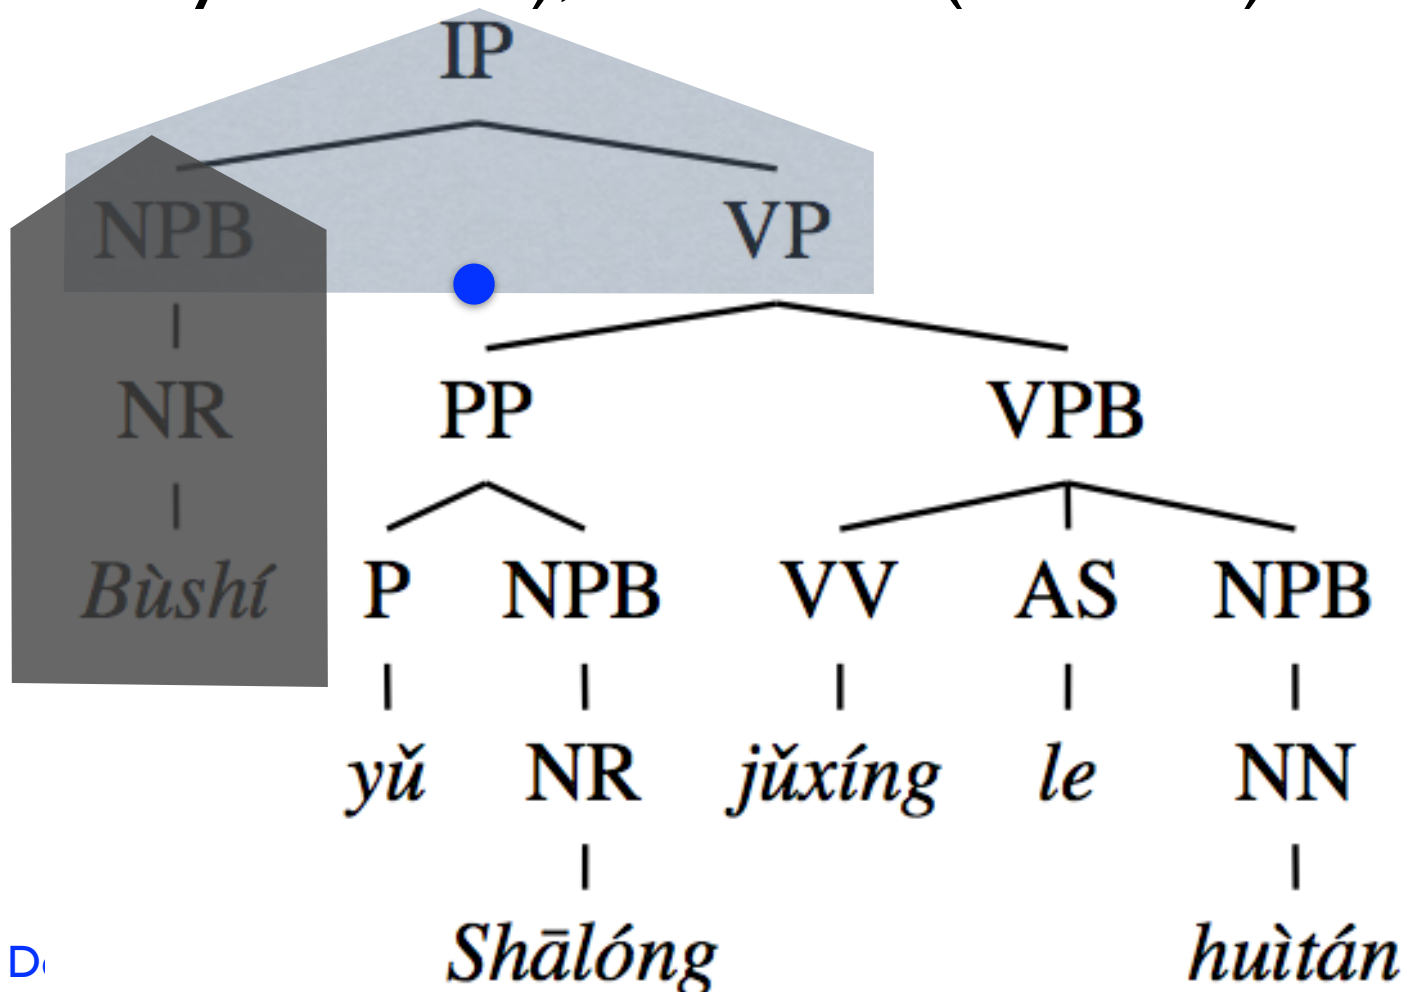 IP
NPB VP
NR PP VPB
Bùshí P NPB VV AS NPB
yǔ NR jǔxíng le NN
Shālóng huìtán